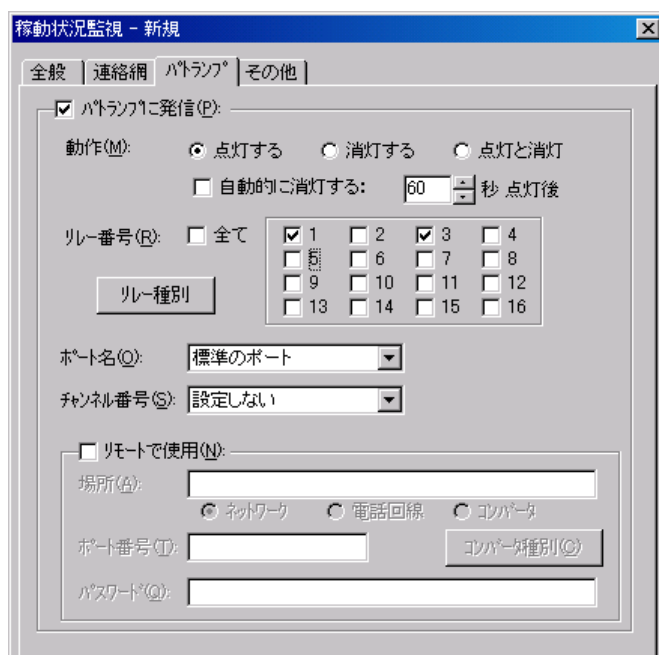 稼動状況監視 - 新規
全般 連絡網 ﾊﾟﾄﾗﾝﾌﾟ その他
ﾊﾟﾄﾗﾝﾌﾟに発信(P):
動作(M): 点灯する 消灯する 点灯と消灯
自動的に消灯する: 60 秒 点灯後
ﾘﾚｰ番号(R): 全て 1 2 3 4
5 6 7 8
9 10 11 12
ﾘﾚｰ種別 13 14 15 16
ﾎﾟｰﾄ名(O): 標準のポート
ﾁｬﾝﾈﾙ番号(S): 設定しない
ﾘﾓｰﾄで使用(N):
場所(A):
ﾈｯﾄﾜｰｸ 電話回線 ｺﾝﾊﾞｰﾀ
ﾎﾟｰﾄ番号(T): ｺﾝﾊﾞｰﾀ種別(C)
ﾊﾟｽﾜｰﾄﾞ(Q):